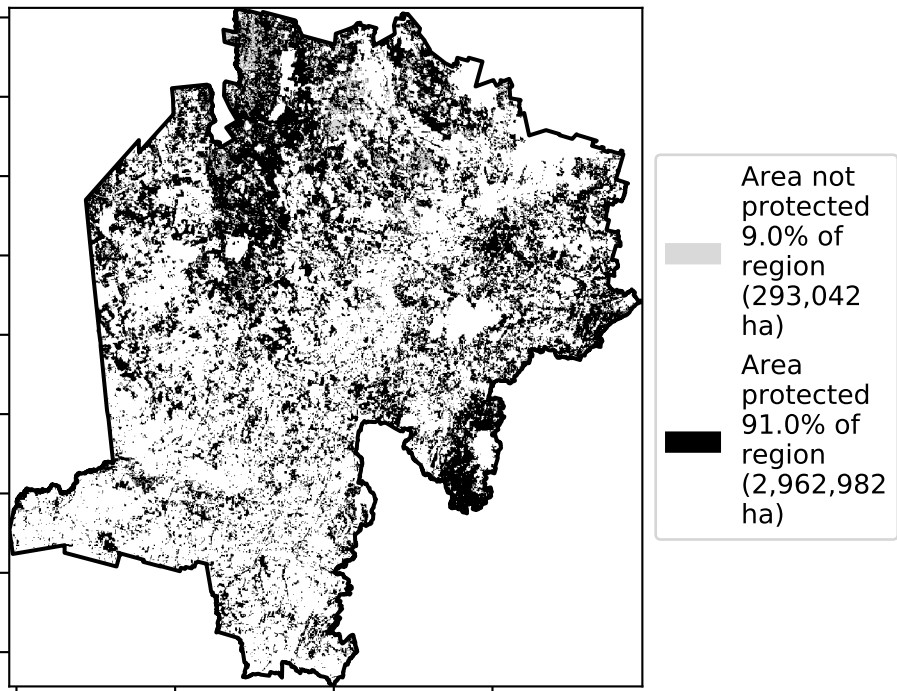 Area not
protected
9.0% of
region
(293,042
ha)
Area
protected
91.0% of
region
(2,962,982
ha)